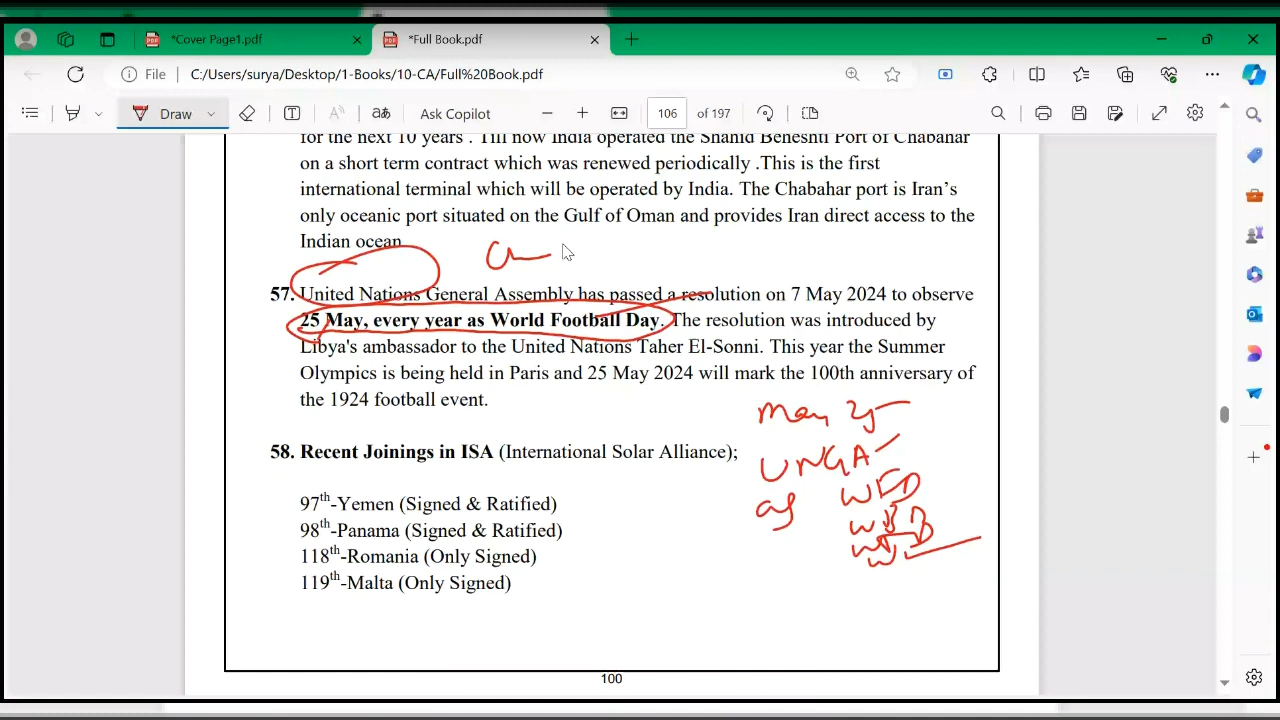 *Cover Page1.pdf
*Full Book.pdf
File C:/Users/surya/Desktop/1-Books/10-CA/Full%20Book.pdf
Draw
aあ
Ask Copilot
106 of 197
for the next 10 years . Till now India operated the Shahid Beheshti Port of Chabahar
on a short term contract which was renewed periodically .This is the first
international terminal which will be operated by India. The Chabahar port is Iran’s
only oceanic port situated on the Gulf of Oman and provides Iran direct access to the
Indian ocean
57. United Nations General Assembly has passed a resolution on 7 May 2024 to observe
25 May, every year as World Football Day. The resolution was introduced by
Libya's ambassador to the United Nations Taher El-Sonni. This year the Summer
Olympics is being held in Paris and 25 May 2024 will mark the 100th anniversary of
the 1924 football event.
May 25
UNGA
as WFD
58. Recent Joinings in ISA (International Solar Alliance);
97th-Yemen (Signed & Ratified)
98th-Panama (Signed & Ratified)
118th-Romania (Only Signed)
119th-Malta (Only Signed)
100